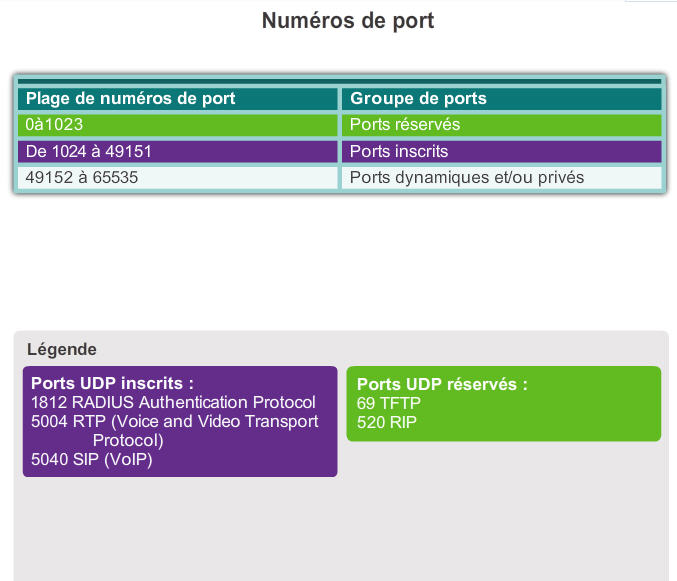 Numéros de port
Plage de numéros de port Groupe de ports
0à1023 Ports réservés
De 1024 à 49151 Ports inscrits
49152 à 65535 Ports dynamiques et/ou privés
Légende
Ports UDP inscrits :
1812 RADIUS Authentication Protocol
5004 RTP (Voice and Video Transport
Protocol)
5040 SIP (VoIP)
Ports UDP réservés :
69 TFTP
520 RIP